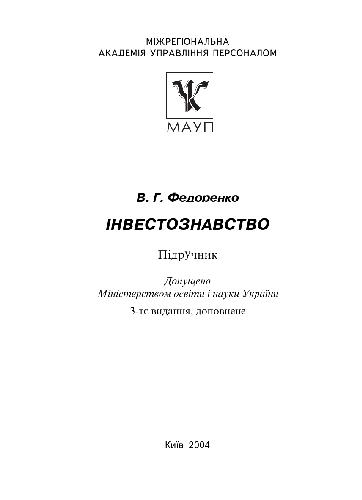 МІЖРЕГІОНАЛЬНА
АКАДЕМІЯ УПРАВЛІННЯ ПЕРСОНАЛОМ
МАУП
В. Г. Федоренко
ІНВЕСТОЗНАВСТВО
Підручник
Допущено
Міністерством освіти і науки України
3-тє видання, доповнене
Київ 2004